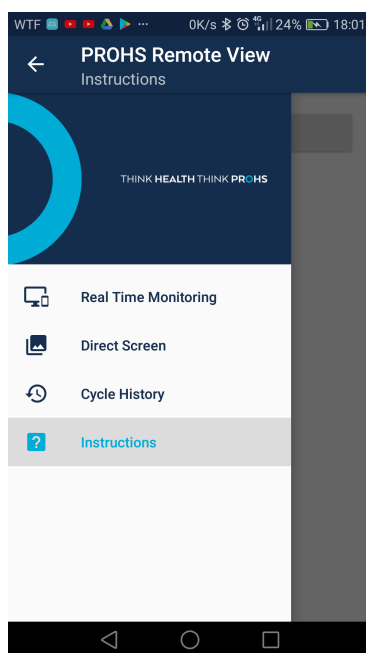 WTF ... 0K/s 4G 24% 18:01
PROHS Remote View
Instructions
THINK HEALTH THINK PROHS
Real Time Monitoring
Direct Screen
Cycle History
? Instructions